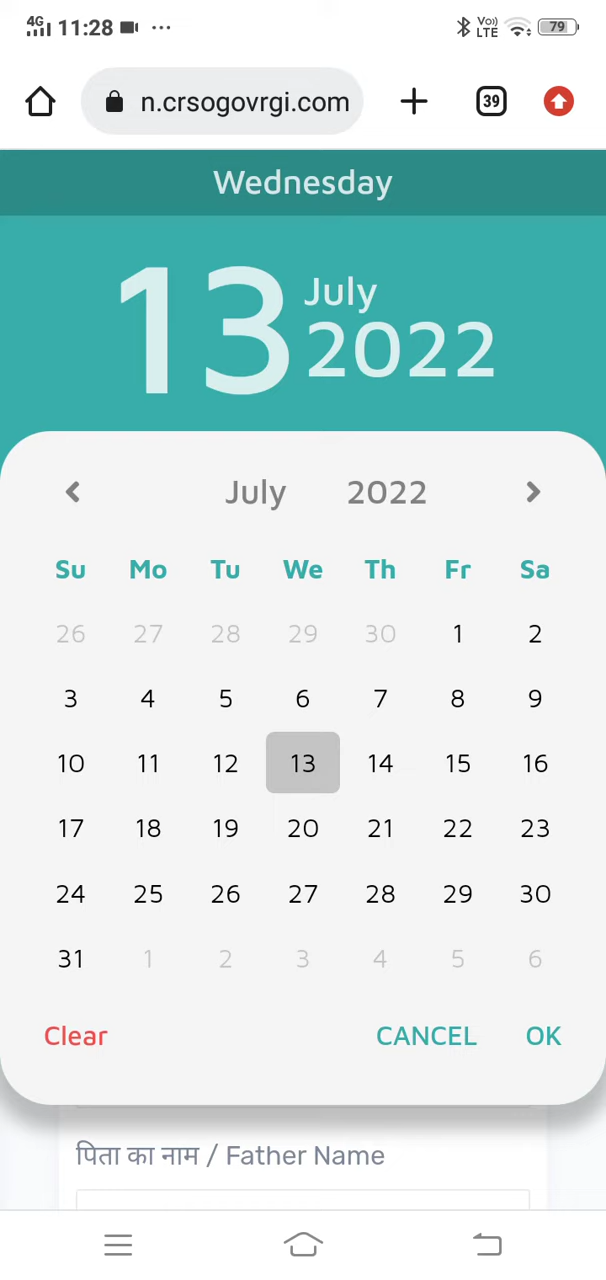 4G 11:28 ... Vo) LTE 79
n.crsogovrgi.com 39
Wednesday
13 July 2022
July 2022
Su Mo Tu We Th Fr Sa
26 27 28 29 30 1 2
3 4 5 6 7 8 9
10 11 12 13 14 15 16
17 18 19 20 21 22 23
24 25 26 27 28 29 30
31 1 2 3 4 5 6
Clear CANCEL OK
पिता का नाम / Father Name